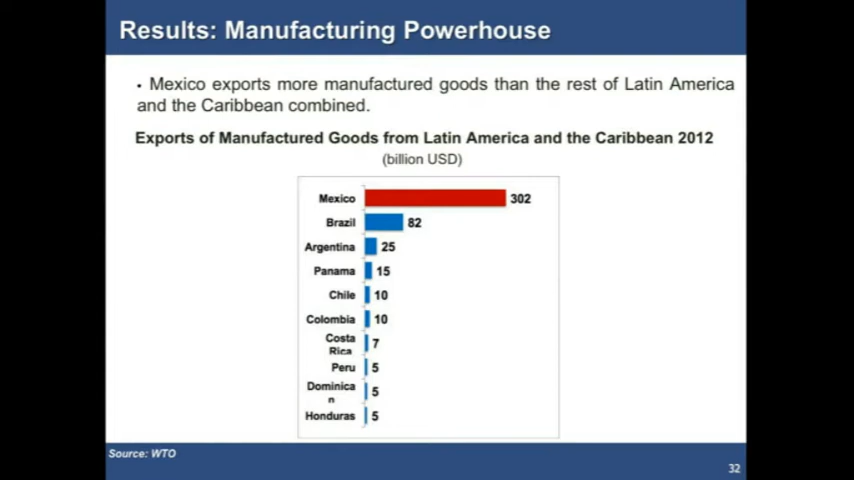 Results: Manufacturing Powerhouse
• Mexico exports more manufactured goods than the rest of Latin America
and the Caribbean combined.
Exports of Manufactured Goods from Latin America and the Caribbean 2012
(billion USD)
Mexico 302
Brazil 82
Argentina 25
Panama 15
Chile 10
Colombia 10
Costa
Rica 7
Peru 5
Dominica
n 5
Honduras 5
Source: WTO
32